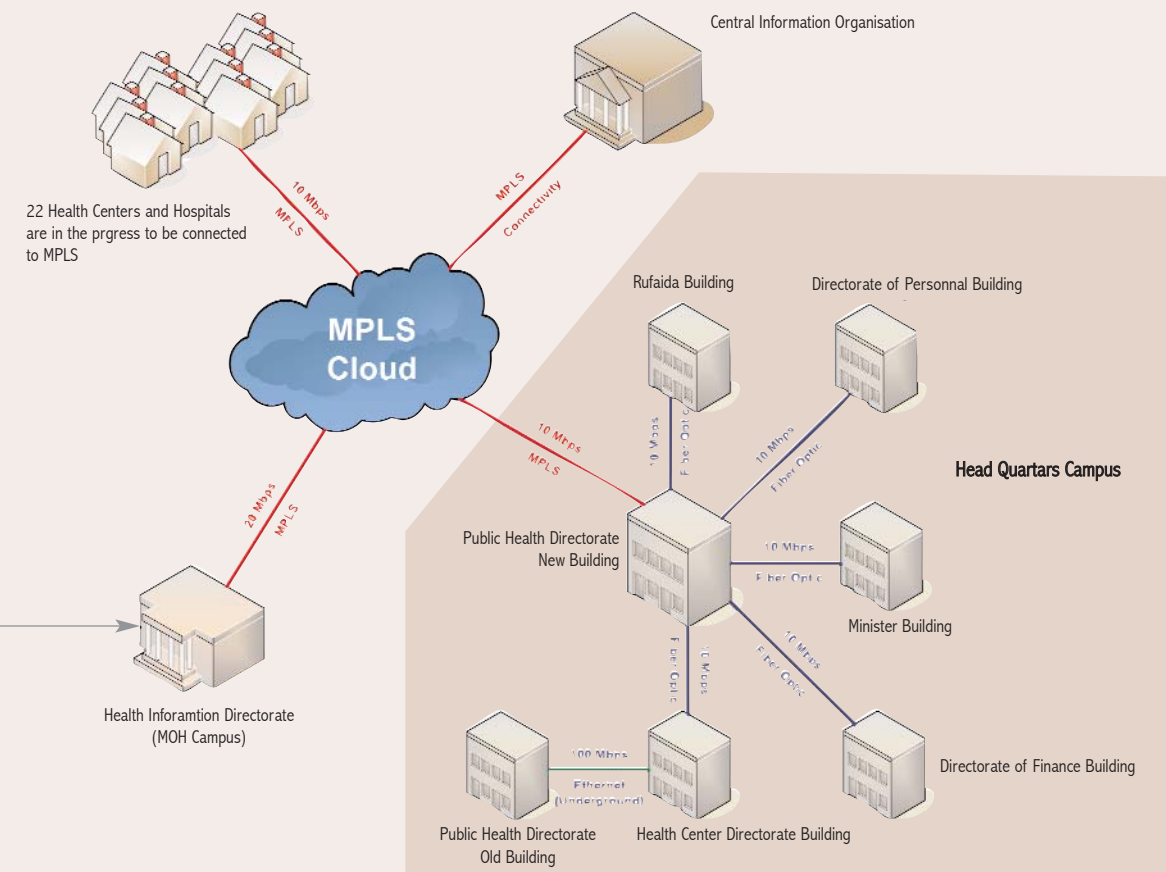 Central Information Organisation
22 Health Centers and Hospitals
are in the prgress to be connected
to MPLS
10 Mbps
MPLS
MPLS
Connectivity
MPLS
Cloud
Rufaida Building
Directorate of Personnal Building
10 Mbps
MPLS
10 Mbps
Fiber Optic
10 Mbps
Fiber Optic
Head Quartars Campus
20 Mbps
MPLS
Public Health Directorate
New Building
10 Mbps
Fiber Optic
Minister Building
Health Inforamtion Directorate
(MOH Campus)
Fiber Optic
10 Mbps
10 Mbps
Fiber Optic
100 Mbps
Ethernet
(Underground)
Directorate of Finance Building
Public Health Directorate
Old Building
Health Center Directorate Building